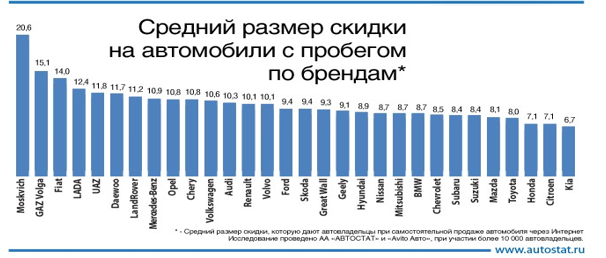 Средний размер скидки
на автомобили с пробегом
по брендам*
20,6
15,1
14,0
12,4
11,8
11,7
11,2
10,9
10,8
10,8
10,6
10,3
10,1
10,1
9,4
9,4
9,3
9,1
8,9
8,7
8,7
8,7
8,5
8,4
8,4
8,1
8,0
7,1
7,1
6,7
Moskvich
GAZ Volga
Fiat
LADA
UAZ
Daewoo
LandRover
Mercedes-Benz
Opel
Chery
Volkswagen
Audi
Renault
Volvo
Ford
Skoda
Great Wall
Geely
Hyundai
Nissan
Mitsubishi
BMW
Chevrolet
Subaru
Suzuki
Mazda
Toyota
Honda
Citroen
Kia
* - Средний размер скидки, которую дают автовладельцы при самостоятельной продаже автомобиля через Интернет
Исследование проведено АА «АВТОСТАТ» и «Avito Авто», при участии более 10 000 автовладельцев.
www.autostat.ru